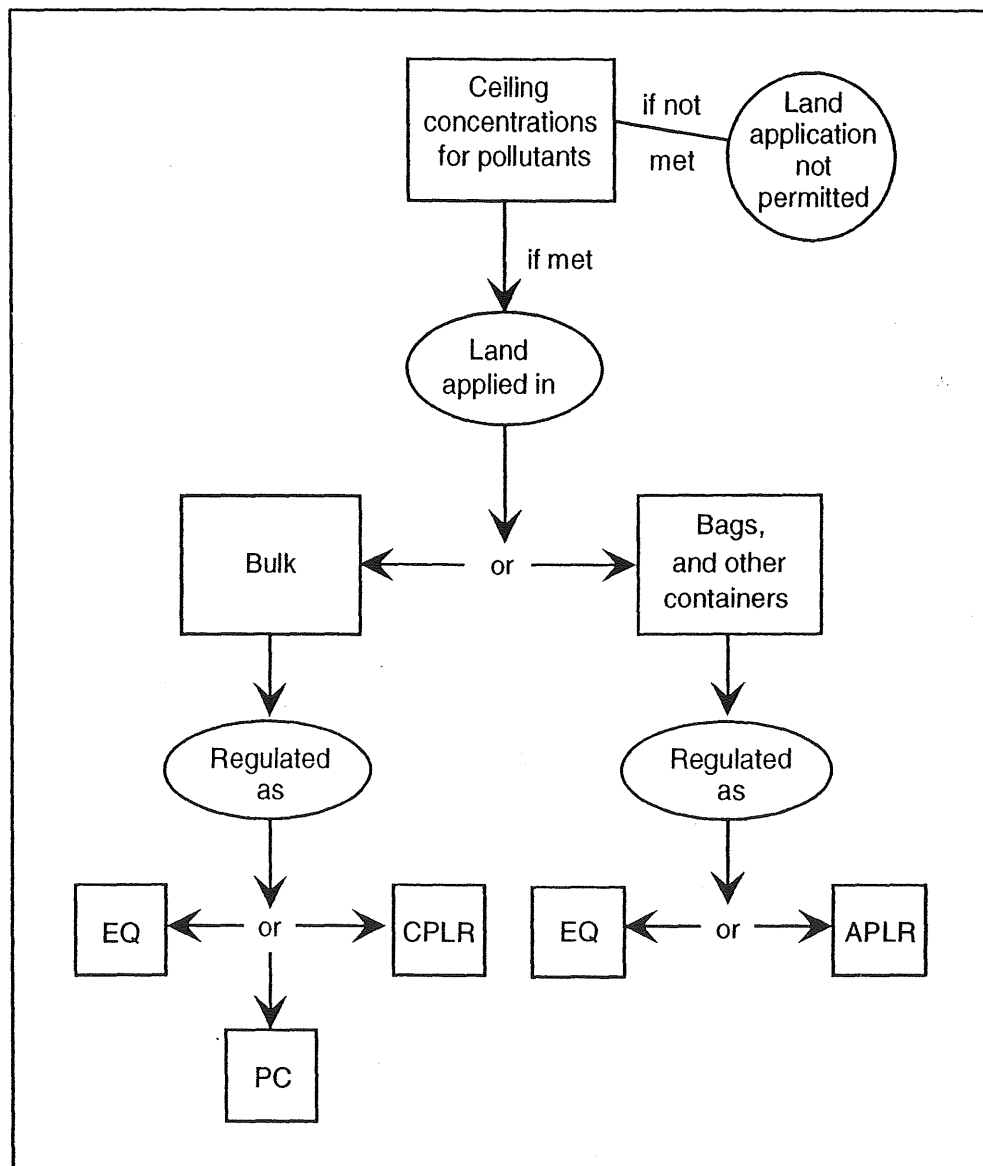 Ceiling
concentrations
for pollutants
if not
met
Land
application
not
permitted
if met
Land
applied in
Bulk
or
Bags,
and other
containers
Regulated
as
Regulated
as
EQ
or
CPLR
PC
EQ
or
APLR